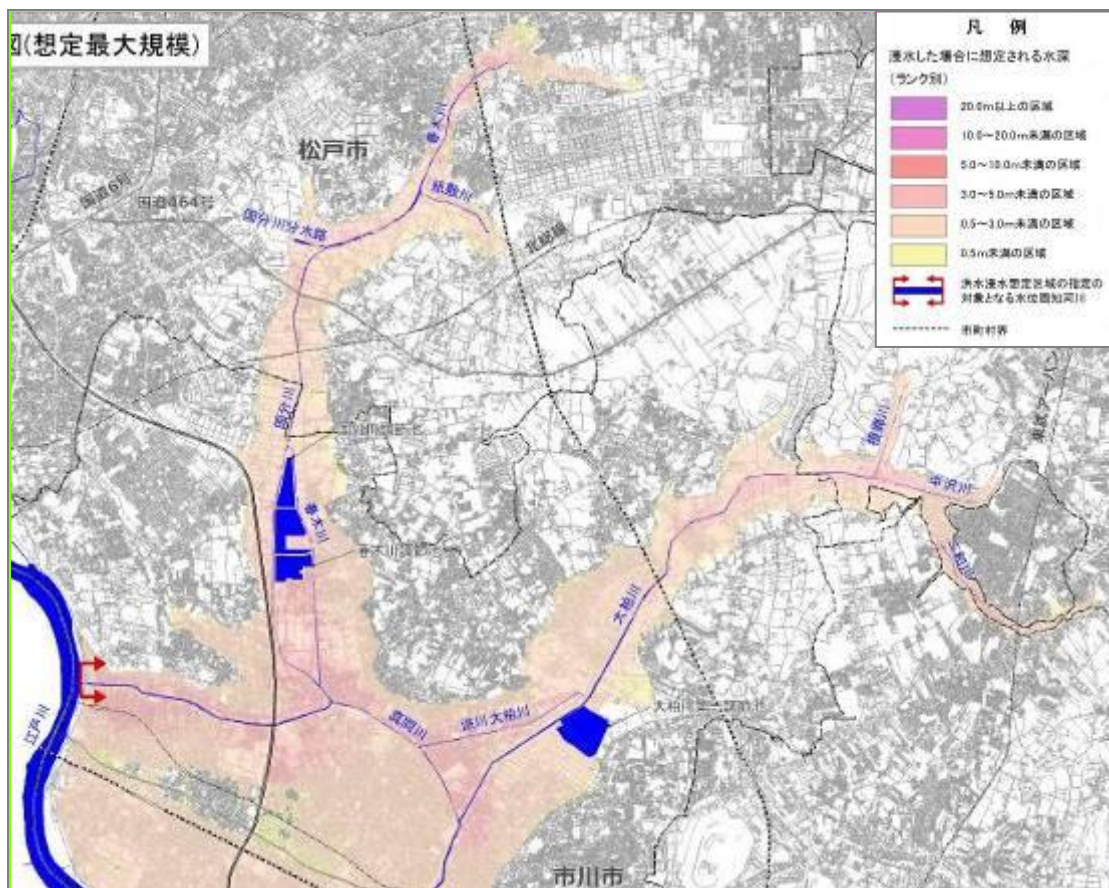 図(想定最大規模)
凡 例
浸水した場合に想定される水深
(ランク別)
20.0m以上の区域
10.0～20.0m未満の区域
5.0～10.0m未満の区域
3.0～5.0m未満の区域
0.5～3.0m未満の区域
0.5m未満の区域
洪水浸水想定区域の指定の
対象となる水位周知河川
市町村界
松戸市
春木川
紙敷川
国道6号
国道464号
国分川分水路
北総線
国分川
春木川
大柏川
中沢川
真間川
派川大柏川
江戸川
市川市